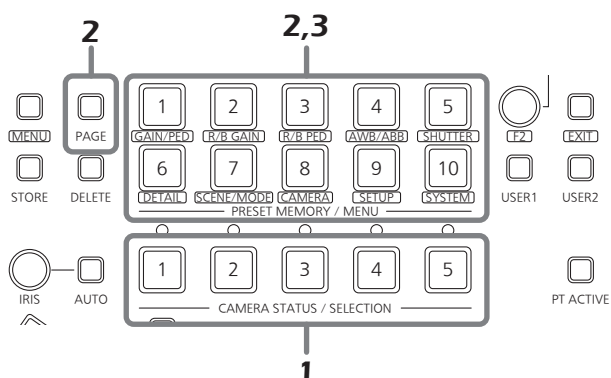 2 2,3
1 2 3 4 5
MENU PAGE GAIN/PED R/B GAIN R/B PED AWB/ABB SHUTTER F2 EXIT
6 7 8 9 10
STORE DELETE DETAIL SCENE/MODE CAMERA SETUP SYSTEM USER1 USER2
PRESET MEMORY / MENU
1 2 3 4 5
IRIS AUTO PT ACTIVE
CAMERA STATUS / SELECTION
1